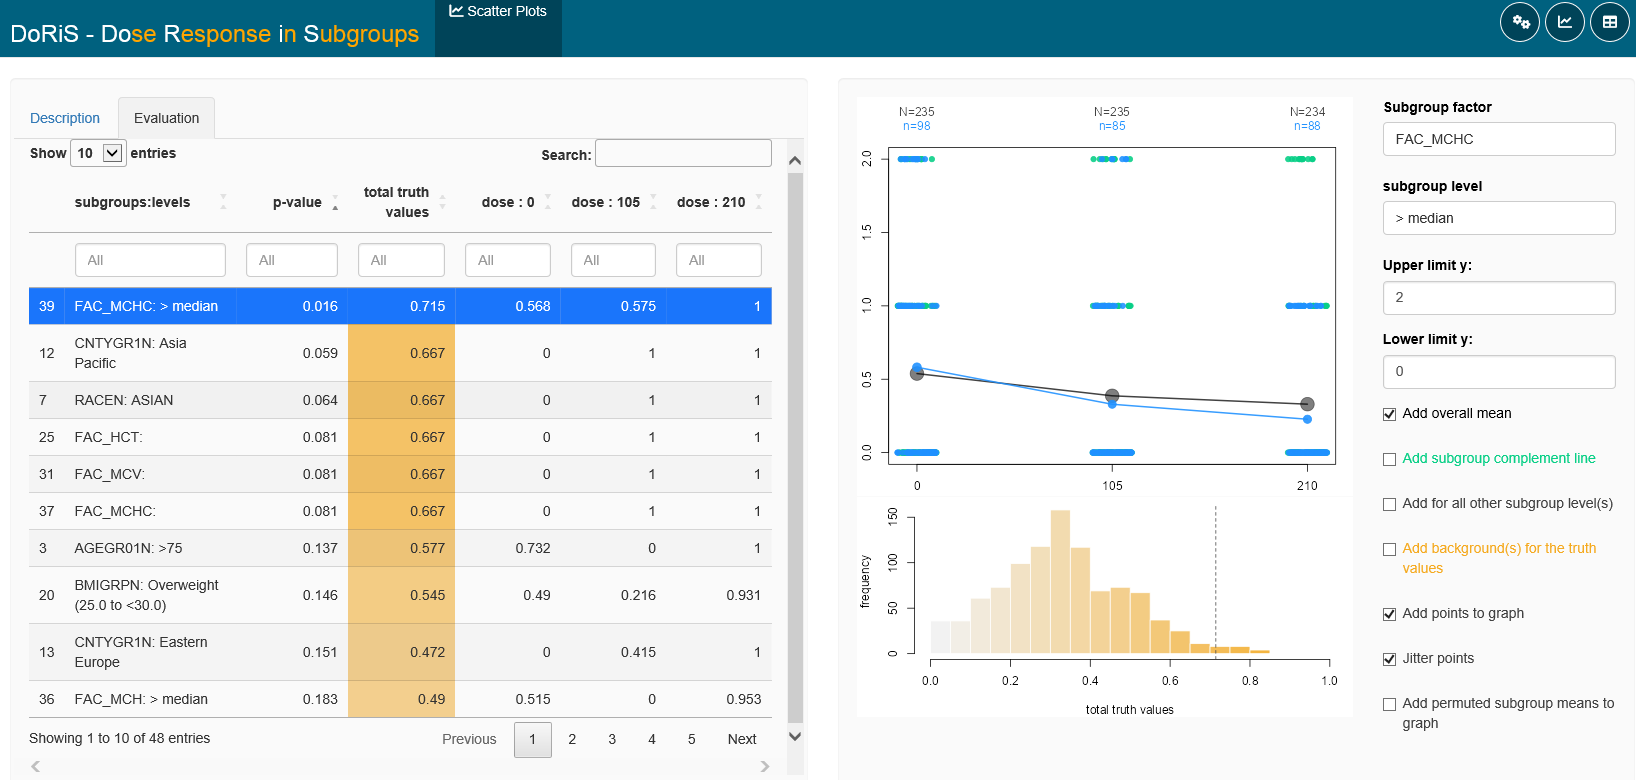 DoRiS - Dose Response in Subgroups
Scatter Plots
Description
Evaluation
Show 10 entries
Search:
subgroups:levels p-value total truth values dose : 0 dose : 105 dose : 210
All All All All All All
39 FAC_MCHC: > median 0.016 0.715 0.568 0.575 1
12 CNTYGR1N: Asia Pacific 0.059 0.667 0 1 1
7 RACEN: ASIAN 0.064 0.667 0 1 1
25 FAC_HCT: 0.081 0.667 0 1 1
31 FAC_MCV: 0.081 0.667 0 1 1
37 FAC_MCHC: 0.081 0.667 0 1 1
3 AGEGR01N: >75 0.137 0.577 0.732 0 1
20 BMIGRPN: Overweight (25.0 to <30.0) 0.146 0.545 0.49 0.216 0.931
13 CNTYGR1N: Eastern Europe 0.151 0.472 0 0.415 1
36 FAC_MCH: > median 0.183 0.49 0.515 0 0.953
Showing 1 to 10 of 48 entries
Previous 1 2 3 4 5 Next
N=235 N=235 N=234
n=98 n=85 n=88
2.0
1.5
1.0
0.5
0.0
0 105 210
150
100
50
0
frequency
0.0 0.2 0.4 0.6 0.8 1.0
total truth values
Subgroup factor
FAC_MCHC
subgroup level
> median
Upper limit y:
2
Lower limit y:
0
Add overall mean
Add subgroup complement line
Add for all other subgroup level(s)
Add background(s) for the truth
values
Add points to graph
Jitter points
Add permuted subgroup means to
graph